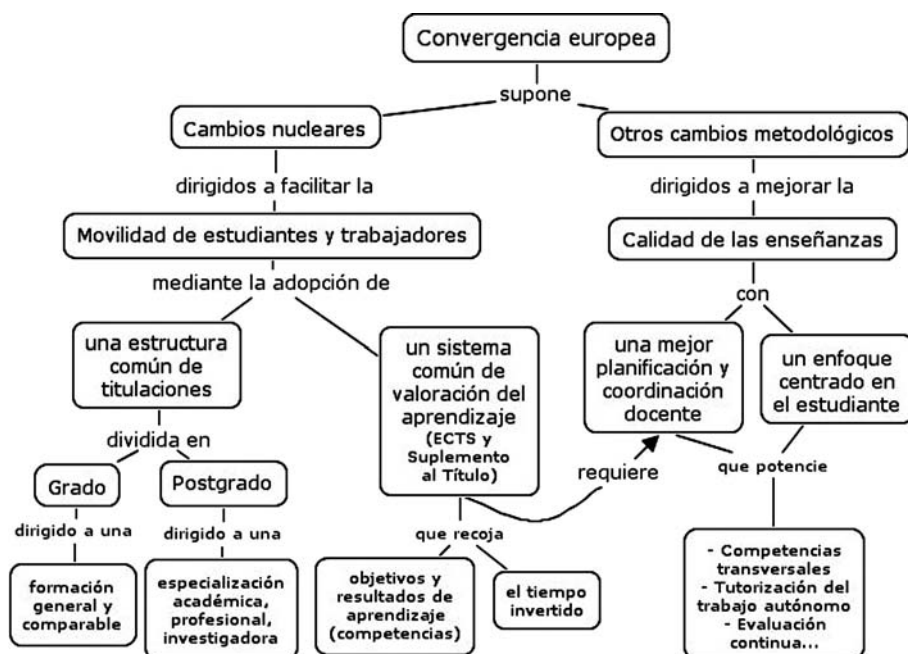 Convergencia europea
supone
Cambios nucleares
Otros cambios metodológicos
dirigidos a facilitar la
dirigidos a mejorar la
Movilidad de estudiantes y trabajadores
Calidad de las enseñanzas
mediante la adopción de
con
una estructura
común de
titulaciones
un sistema
común de
valoración del
aprendizaje
(ECTS y
Suplemento
al Título)
una mejor
planificación y
coordinación
docente
un enfoque
centrado en
el estudiante
dividida en
requiere
que potencie
Grado
Postgrado
dirigido a una
dirigido a una
que recoja
formación
general y
comparable
especialización
académica,
profesional,
investigadora
objetivos y
resultados de
aprendizaje
(competencias)
el tiempo
invertido
- Competencias
transversales
- Tutorización del
trabajo autónomo
- Evaluación
continua...